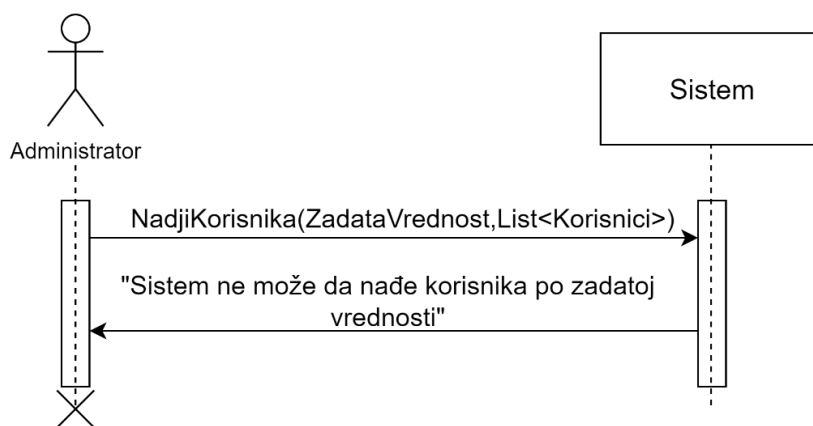 Sistem
Administrator
NadjiKorisnika(ZadataVrednost,List<Korisnici>)
"Sistem ne može da nađe korisnika po zadatoj
vrednosti"